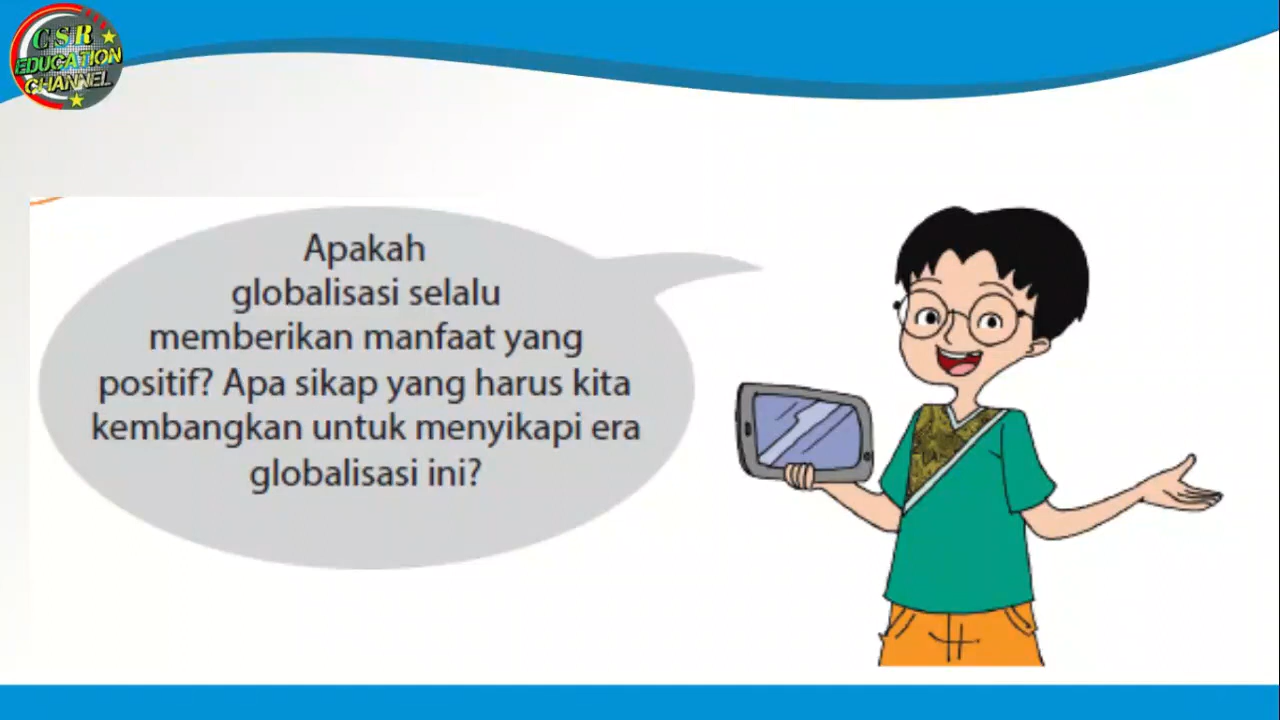 GSR
EDUCATION
CHANNEL
Apakah
globalisasi selalu
memberikan manfaat yang
positif? Apa sikap yang harus kita
kembangkan untuk menyikapi era
globalisasi ini?